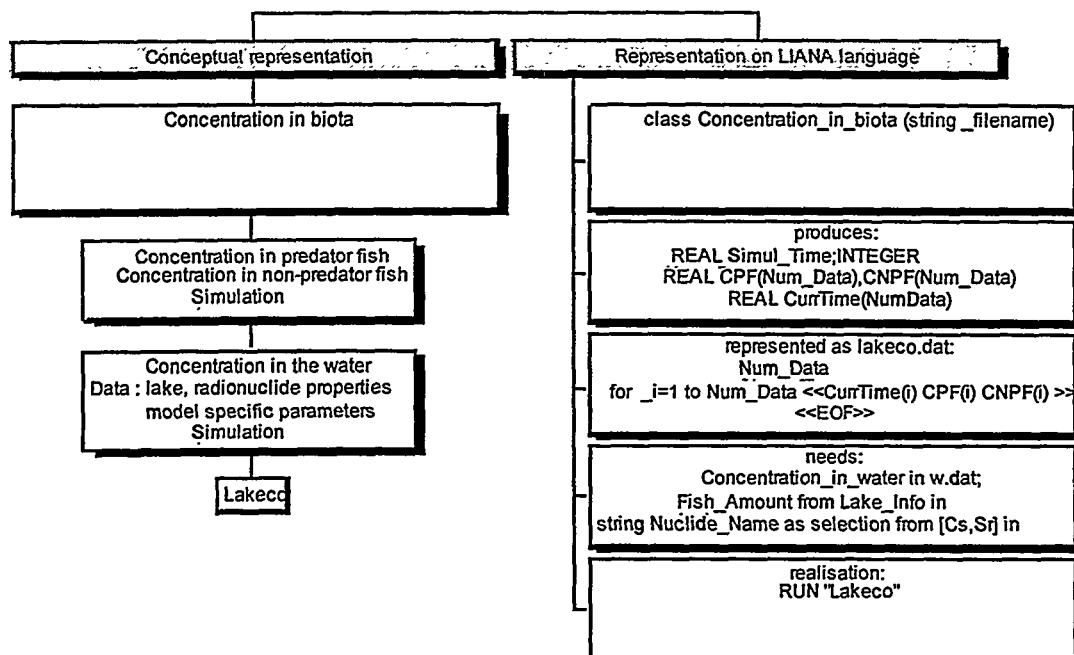 Conceptual representation
Representation on LIANA language
Concentration in biota
Concentration in predator fish
Concentration in non-predator fish
Simulation
Concentration in the water
Data : lake, radionuclide properties
model specific parameters
Simulation
Lakecc
class Concentration_in_biota (string _filename)
produces:
REAL Simul_Time;INTEGER
REAL CPF(Num_Data),CNPF(Num_Data)
REAL CurrTime(NumData)
represented as lakeco.dat:
Num_Data
for _i=1 to Num_Data <<CurrTime(i) CPF(i) CNPF(i) >>
<<EOF>>
needs:
Concentration_in_water in w.dat;
Fish_Amount from Lake_Info in
string Nuclide_Name as selection from [Cs,Sr] in
realisation:
RUN "Lakeco"